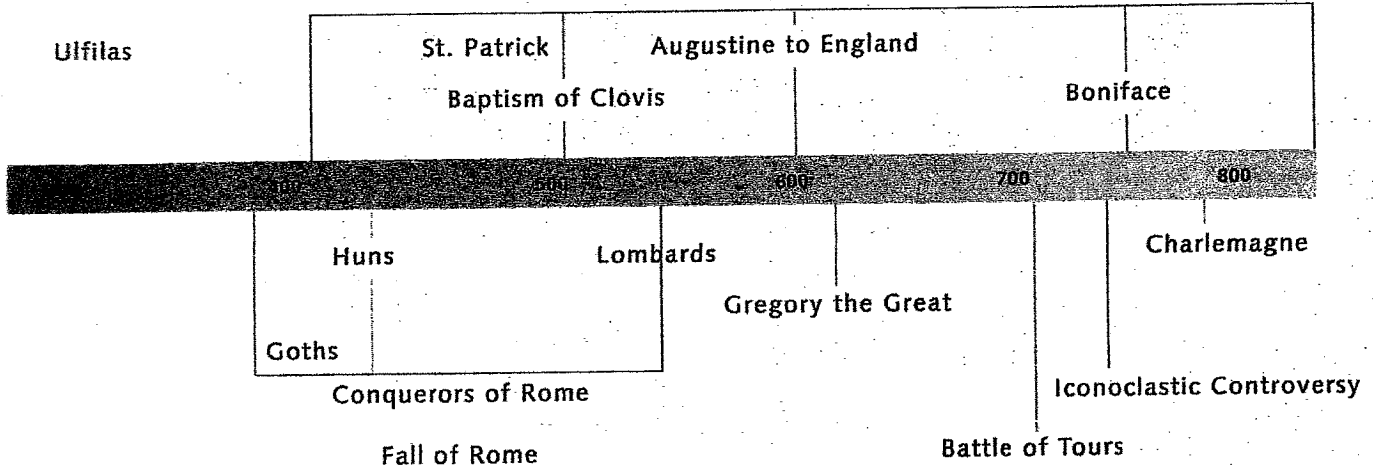 Ulfilas
St. Patrick
Augustine to England
Baptism of Clovis
Boniface
400
500
600
700
800
Huns
Lombards
Charlemagne
Gregory the Great
Goths
Conquerors of Rome
Iconoclastic Controversy
Fall of Rome
Battle of Tours